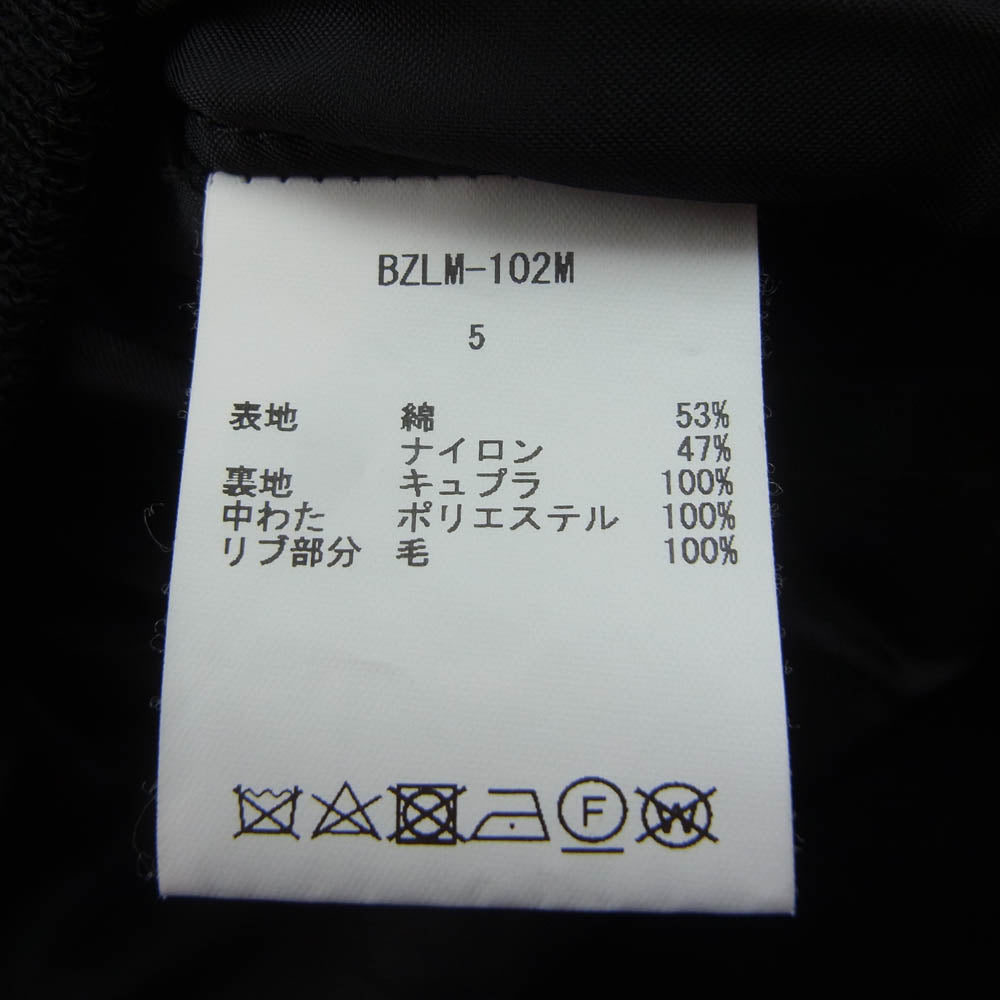 BZLM-102M
5
表地 綿 53%
ナイロン 47%
裏地 キュプラ 100%
中わた ポリエステル 100%
リブ部分 毛 100%
F W